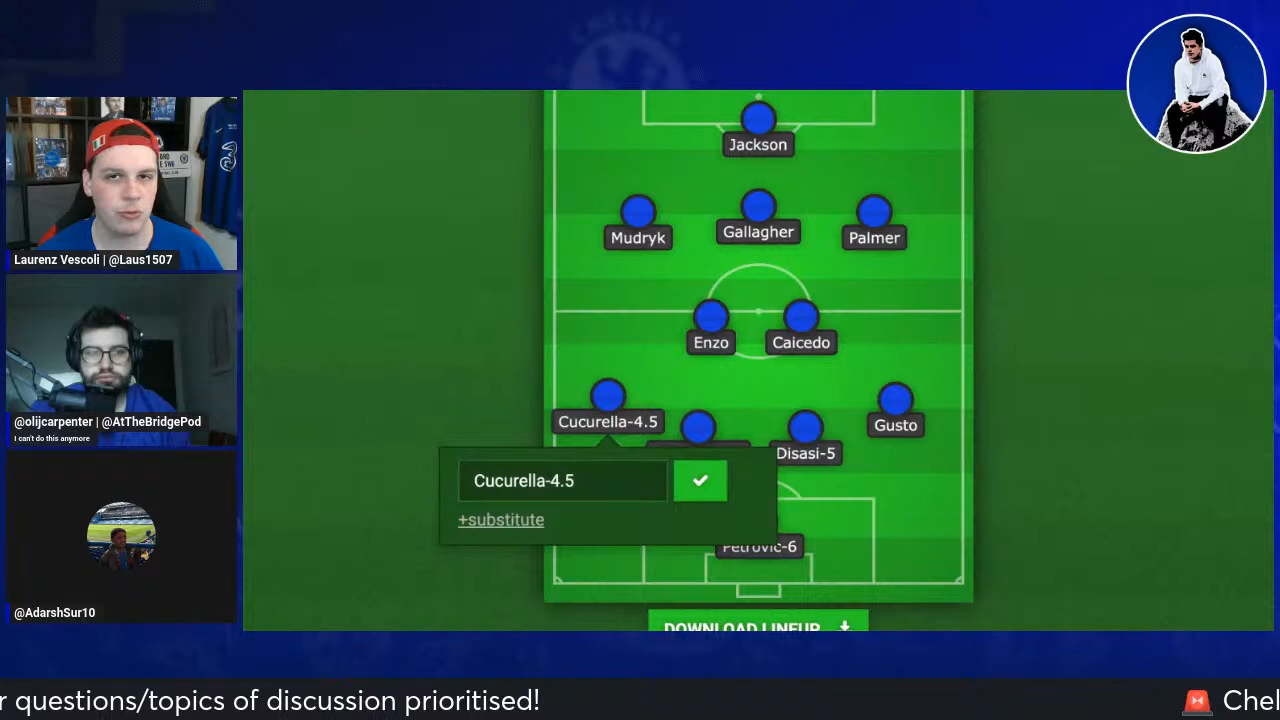 CHELSEA
Laurenz Vescoli | @Laus1507
@olijcarpenter | @AtTheBridgePod
I can't do this anymore
@AdarshSur10
Jackson
Mudryk
Gallagher
Palmer
Enzo
Caicedo
Cucurella-4.5
Gusto
Disasi-5
Cucurella-4.5
+substitute
Petrovic-6
DOWNLOAD LINEUP
r questions/topics of discussion prioritised!
Chel